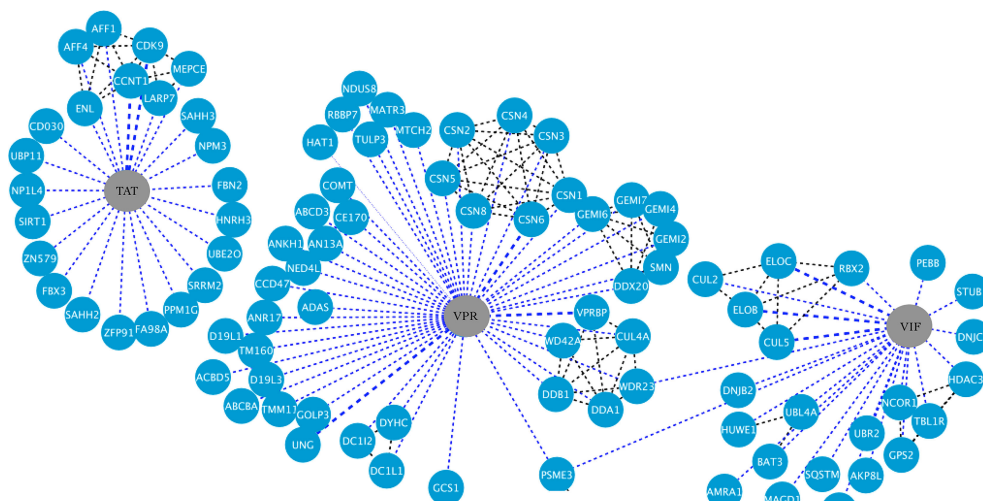 AFF1
AFF4
CDK9
MEPCE
CCNT1
LARP7
ENL
SAHH3
CD030
NPM3
UBP11
NP1L4
TAT
FBN2
SIRT1
HNRH3
ZN579
UBE2O
FBX3
SRRM2
SAHH2
PPM1G
ZFP91
FA98A
NDUS8
RBBP7
MATR3
HAT1
TULP3
MTCH2
COMT
ABCD3
CE170
ANKH1
AN13A
NED4L
CCD47
ADAS
ANR17
D19L1
TM160
ACBD5
D19L3
ABCBA
TMM11
GOLP3
UNG
VPR
CSN2
CSN4
CSN3
CSN5
CSN1
CSN8
CSN6
GEMI7
GEMI6
GEMI4
GEMI2
SMN
DDX20
VPRBP
WD42A
CUL4A
DDB1
WDR23
DDA1
DYHC
DC1I2
DC1L1
GCS1
PSME3
CUL2
ELOC
RBX2
ELOB
CUL5
PEBB
STUB
VIF
DNJC
HDAC3
DNJB2
NCOR1
UBL4A
TBL1R
HUWE1
UBR2
GPS2
BAT3
SQSTM
AKP8L
AMRA1
MAGD1